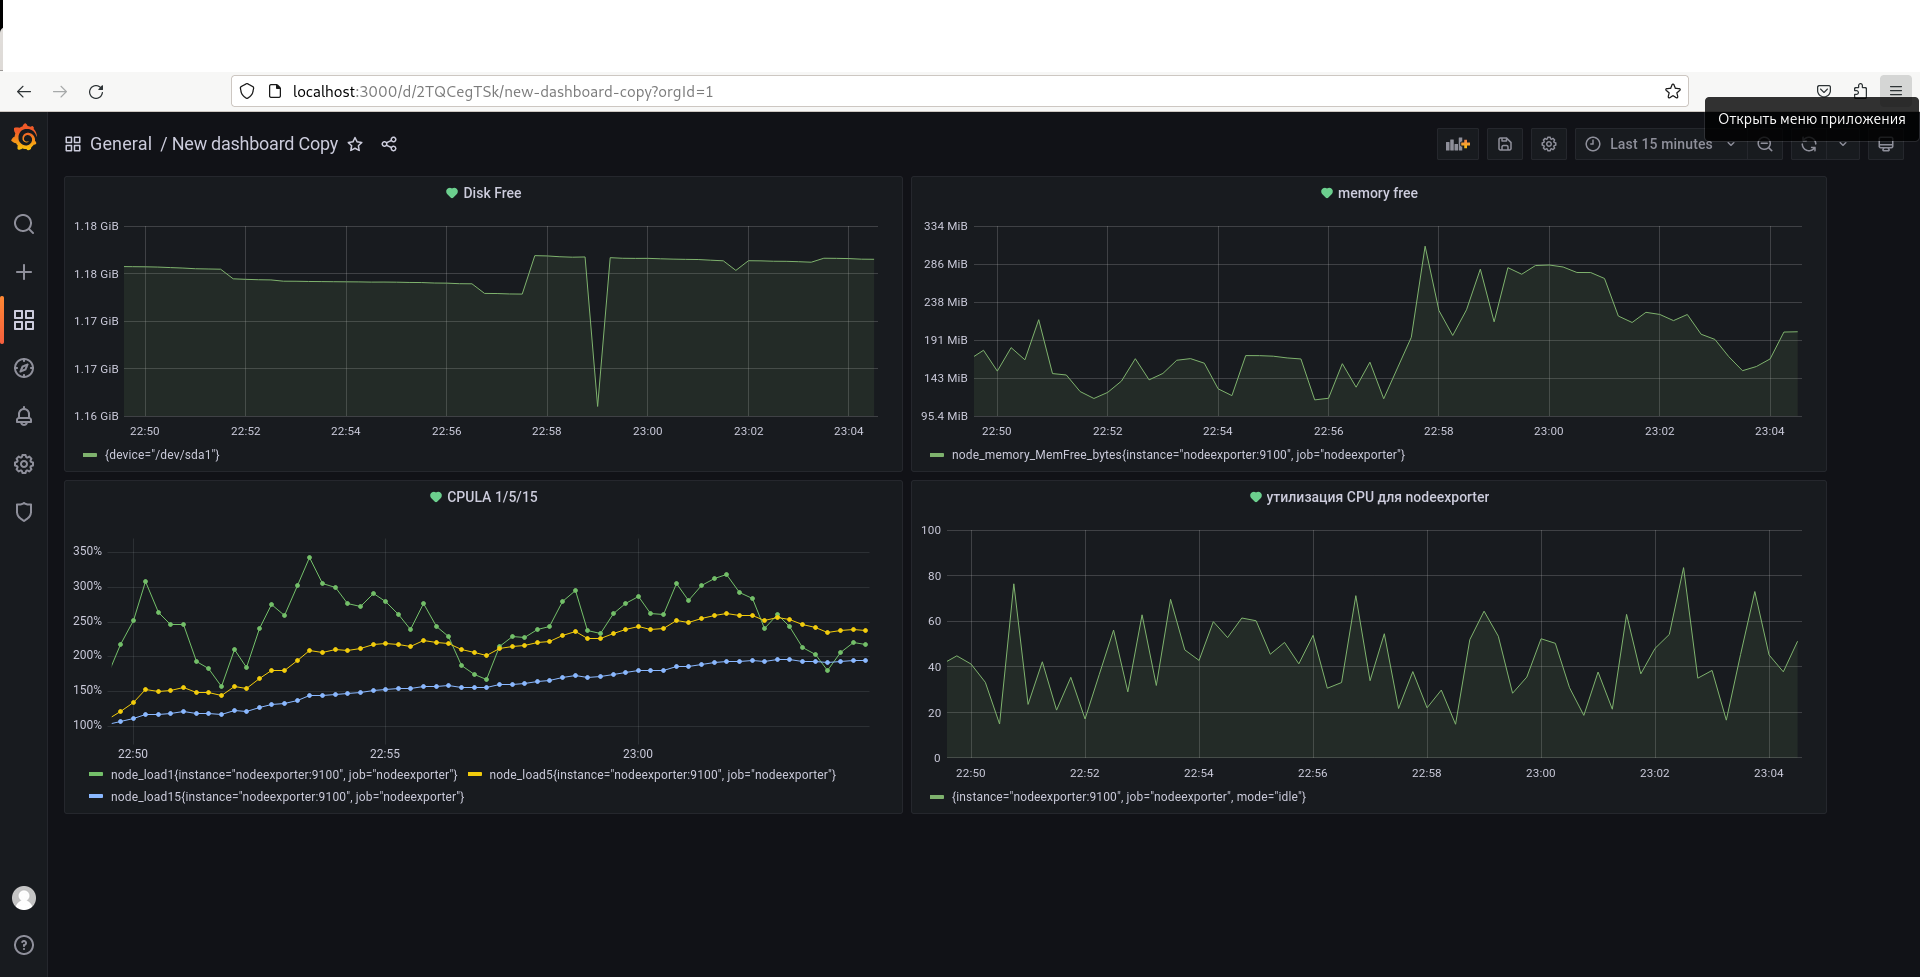 localhost:3000/d/2TQCegTSk/new-dashboard-copy?orgId=1
Открыть меню приложения
General / New dashboard Copy
Last 15 minutes
Disk Free
1.18 GiB
1.18 GiB
1.17 GiB
1.17 GiB
1.16 GiB
22:50 22:52 22:54 22:56 22:58 23:00 23:02 23:04
{device="/dev/sda1"}
memory free
334 MiB
286 MiB
238 MiB
191 MiB
143 MiB
95.4 MiB
22:50 22:52 22:54 22:56 22:58 23:00 23:02 23:04
node_memory_MemFree_bytes{instance="nodeexporter:9100", job="nodeexporter"}
CPULA 1/5/15
350%
300%
250%
200%
150%
100%
22:50 22:55 23:00
node_load1{instance="nodeexporter:9100", job="nodeexporter"} node_load5{instance="nodeexporter:9100", job="nodeexporter"}
node_load15{instance="nodeexporter:9100", job="nodeexporter"}
утилизация CPU для nodeexporter
100
80
60
40
20
0
22:50 22:52 22:54 22:56 22:58 23:00 23:02 23:04
{instance="nodeexporter:9100", job="nodeexporter", mode="idle"}